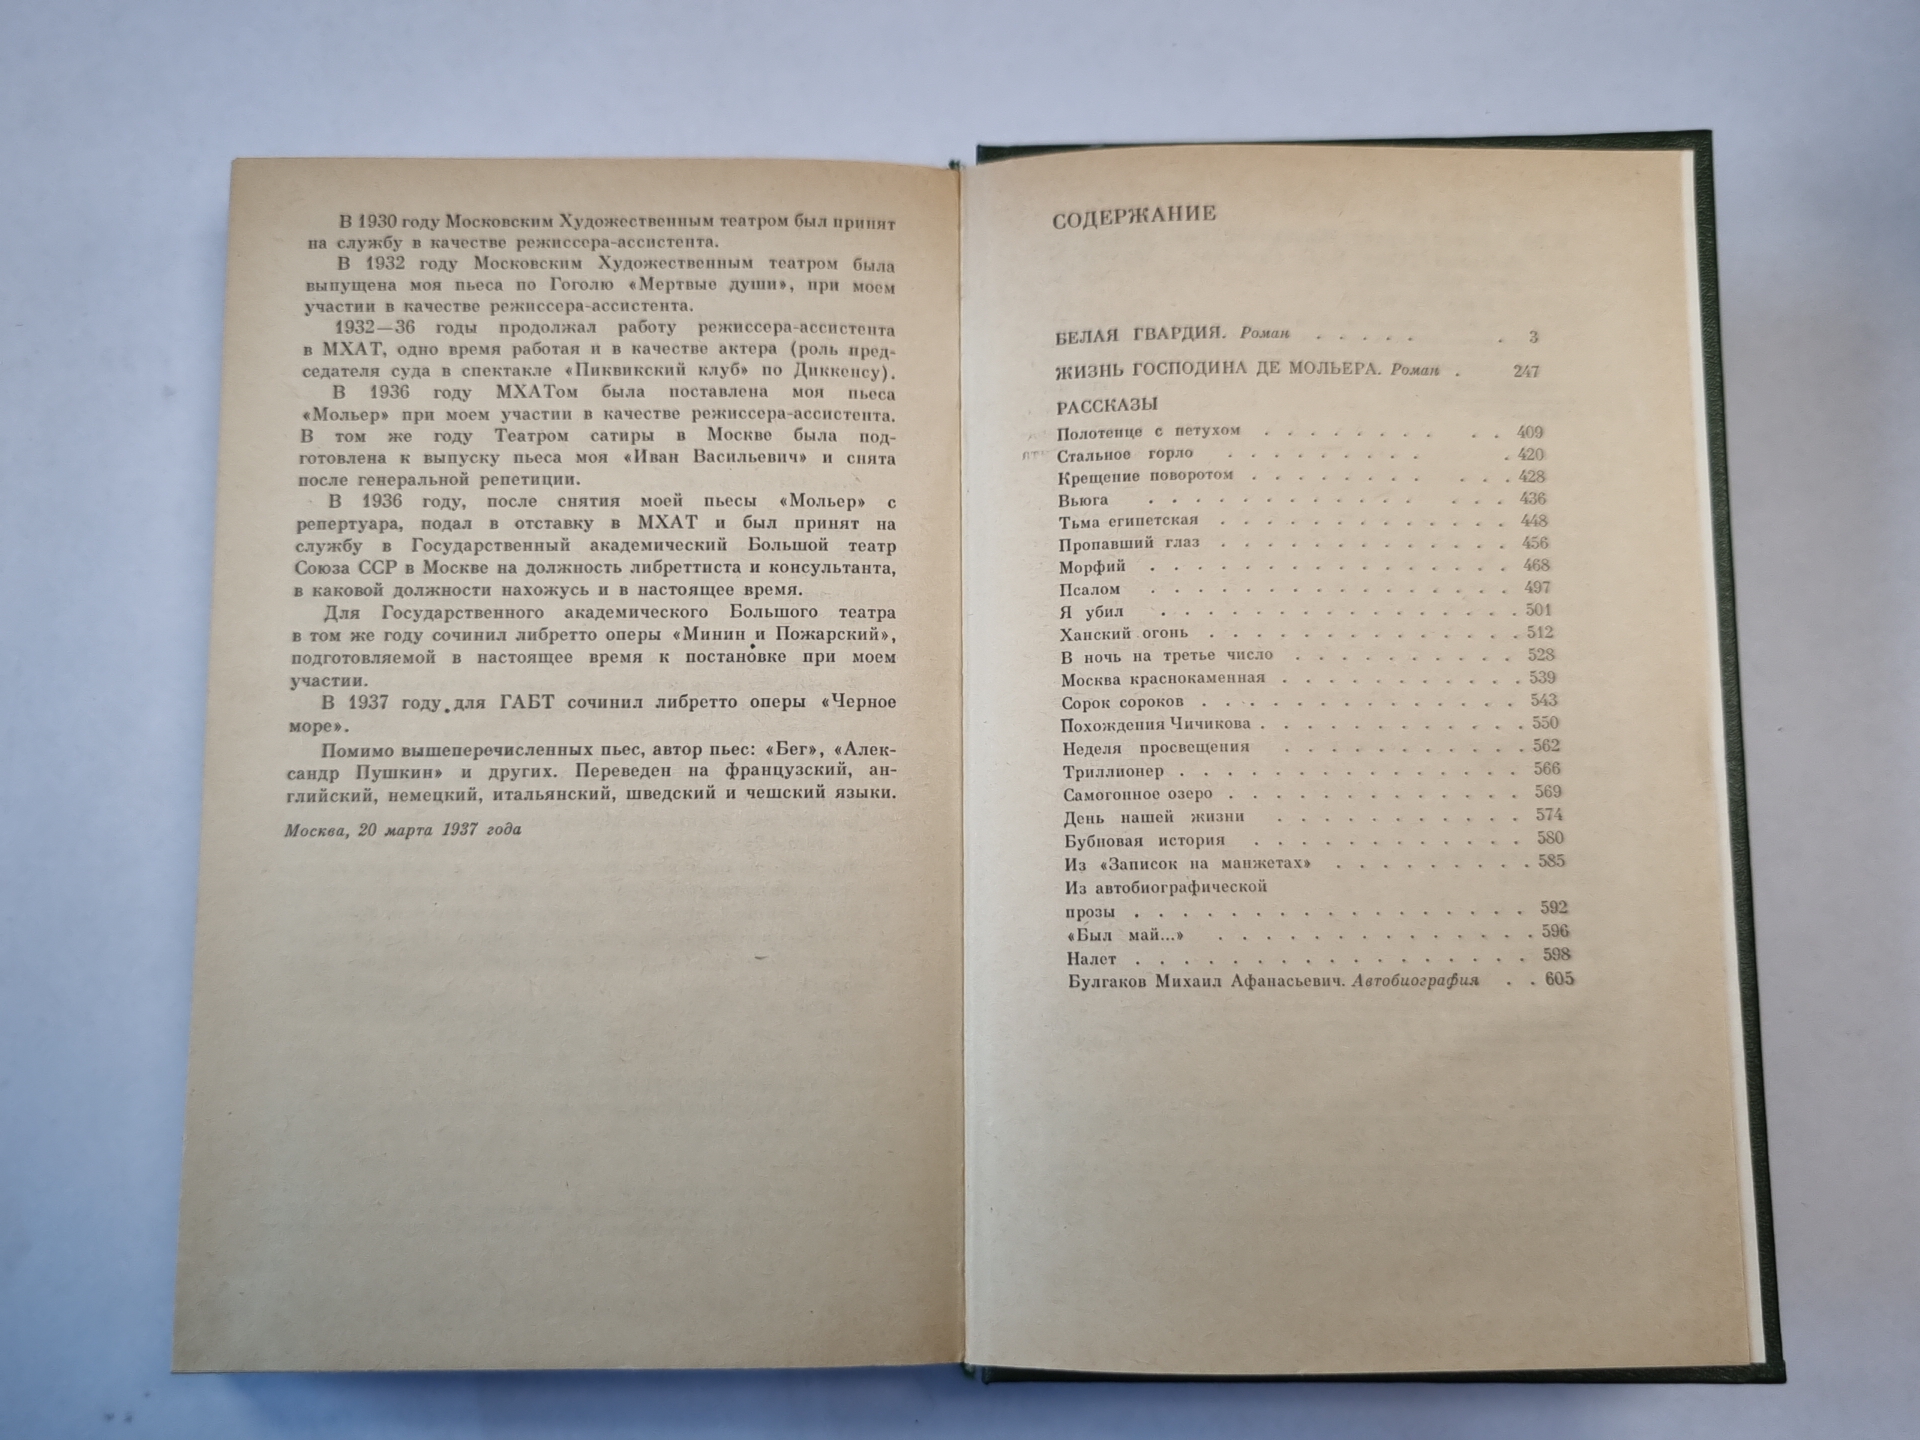 В 1930 году Московским Художественным театром был принят
на службу в качестве режиссера-ассистента.
В 1932 году Московским Художественным театром была
выпущена моя пьеса по Гоголю «Мертвые души», при моем
участии в качестве режиссера-ассистента.
1932—36 годы продолжал работу режиссера-ассистента
в МХАТ, одно время работая и в качестве актера (роль пред-
седателя суда в спектакле «Пиквикский клуб» по Диккенсу).
В 1936 году МХАТом была поставлена моя пьеса
«Мольер» при моем участии в качестве режиссера-ассистента.
В том же году Театром сатиры в Москве была под-
готовлена к выпуску пьеса моя «Иван Васильевич» и снята
после генеральной репетиции.
В 1936 году, после снятия моей пьесы «Мольер» с
репертуара, подал в отставку в МХАТ и был принят на
службу в Государственный академический Большой театр
Союза ССР в Москве на должность либреттиста и консультанта,
в каковой должности нахожусь и в настоящее время.
Для Государственного академического Большого театра
в том же году сочинил либретто оперы «Минин и Пожарский»,
подготовляемой в настоящее время к постановке при моем
участии.
В 1937 году для ГАБТ сочинил либретто оперы «Черное
море».
Помимо вышеперечисленных пьес, автор пьес: «Бег», «Алек-
сандр Пушкин» и других. Переведен на французский, ан-
глийский, немецкий, итальянский, шведский и чешский языки.
Москва, 20 марта 1937 года
СОДЕРЖАНИЕ
БЕЛАЯ ГВАРДИЯ. Роман . . . . . . 3
ЖИЗНЬ ГОСПОДИНА ДЕ МОЛЬЕРА. Роман . 247
РАССКАЗЫ
Полотенце с петухом . . . . . . . . . . 409
Стальное горло . . . . . . . . . . 420
Крещение поворотом . . . . . . . . . . . 428
Вьюга . . . . . . . . . . . . 436
Тьма египетская . . . . . . . . . . . . . 448
Пропавший глаз . . . . . . . . . . . . . 456
Морфий . . . . . . . . . . . . . . . . 468
Псалом . . . . . . . . . . . . . . . . 497
Я убил . . . . . . . . . . . . . . . . 501
Ханский огонь . . . . . . . . . . . . . . 512
В ночь на третье число . . . . . . . . . . 528
Москва краснокаменная . . . . . . . . . . . 539
Сорок сороков . . . . . . . . . . . . . . 543
Похождения Чичикова . . . . . . . . . . . . 550
Неделя просвещения . . . . . . . . . . . 562
Триллионер . . . . . . . . . . . . . . . 566
Самогонное озеро . . . . . . . . . . . . . 569
День нашей жизни . . . . . . . . . . . 574
Бубновая история . . . . . . . . . . . . 580
Из «Записок на манжетах» . . . . . . . . . 585
Из автобиографической
прозы . . . . . . . . . . . . . . . . . 592
«Был май...» . . . . . . . . . . . . . . 596
Налет . . . . . . . . . . . . . . . . . 598
Булгаков Михаил Афанасьевич. Автобиография . . 605